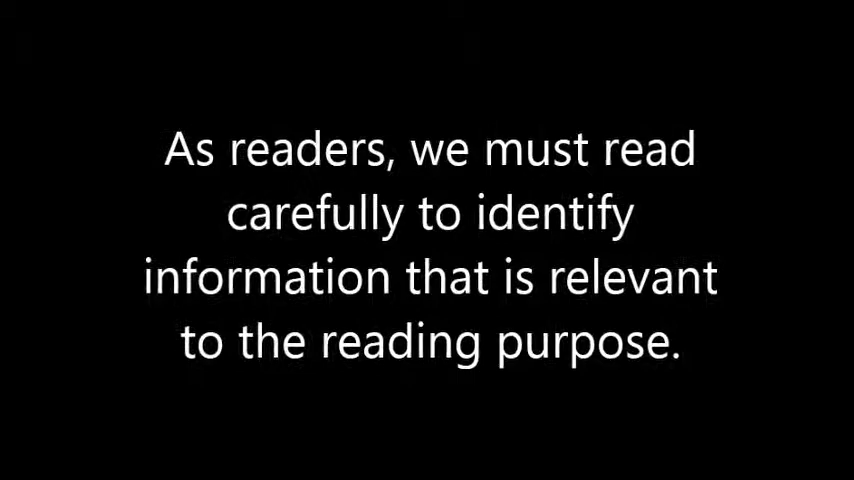 As readers, we must read
carefully to identify
information that is relevant
to the reading purpose.